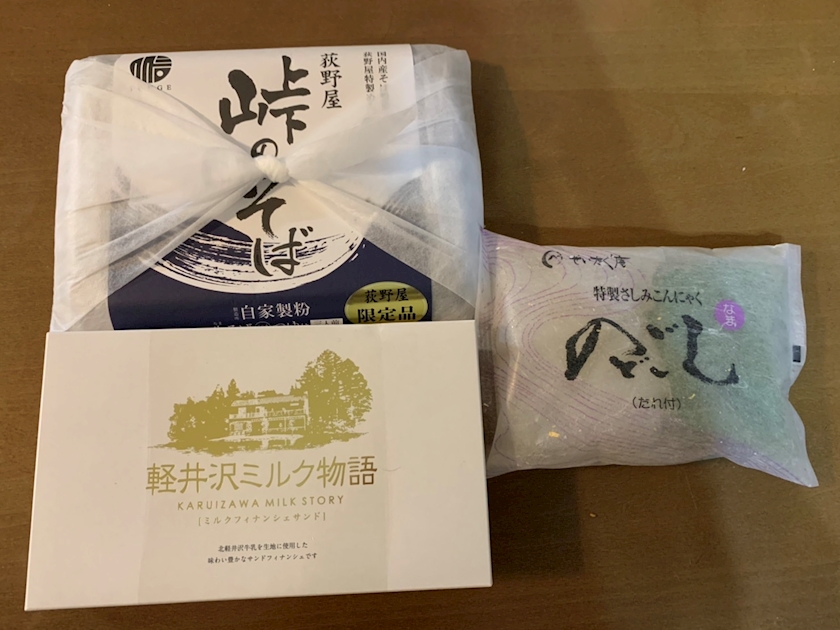 国内産そ
荻野屋特製
荻野屋
峠のそば
自家製粉
荻野屋
限定品
特製さしみこんにゃく
なま
のどごし
(たれ付)
軽井沢ミルク物語
KARUIZAWA MILK STORY
[ミルクフィナンシェサンド]
北軽井沢牛乳を生地に使用した
味わい豊かなサンドフィナンシェです